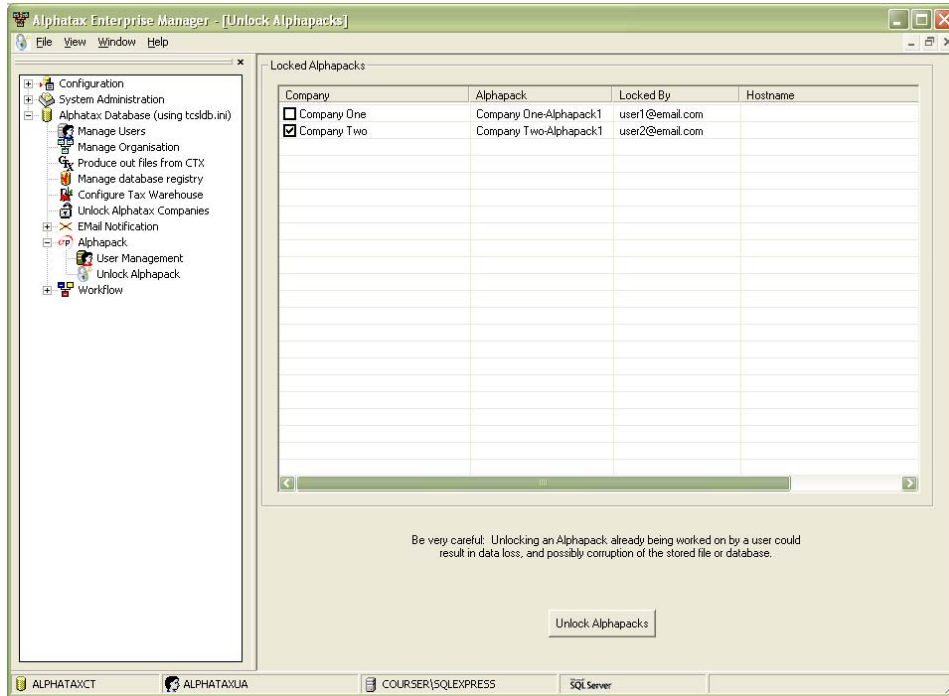 Alphatax Enterprise Manager - [Unlock Alphapacks]
File View Window Help
Configuration
System Administration
Alphatax Database (using tcsldb.ini)
Manage Users
Manage Organisation
Produce out files from CTX
Manage database registry
Configure Tax Warehouse
Unlock Alphatax Companies
EMail Notification
Alphapack
User Management
Unlock Alphapack
Workflow
Locked Alphapacks
Company Alphapack Locked By Hostname
Company One Company One-Alphapack1 user1@email.com
Company Two Company Two-Alphapack1 user2@email.com
Be very careful: Unlocking an Alphapack already being worked on by a user could
result in data loss, and possibly corruption of the stored file or database.
Unlock Alphapacks
ALPHATAXCT ALPHATAXUA COURSER\SQLEXPRESS SQL Server